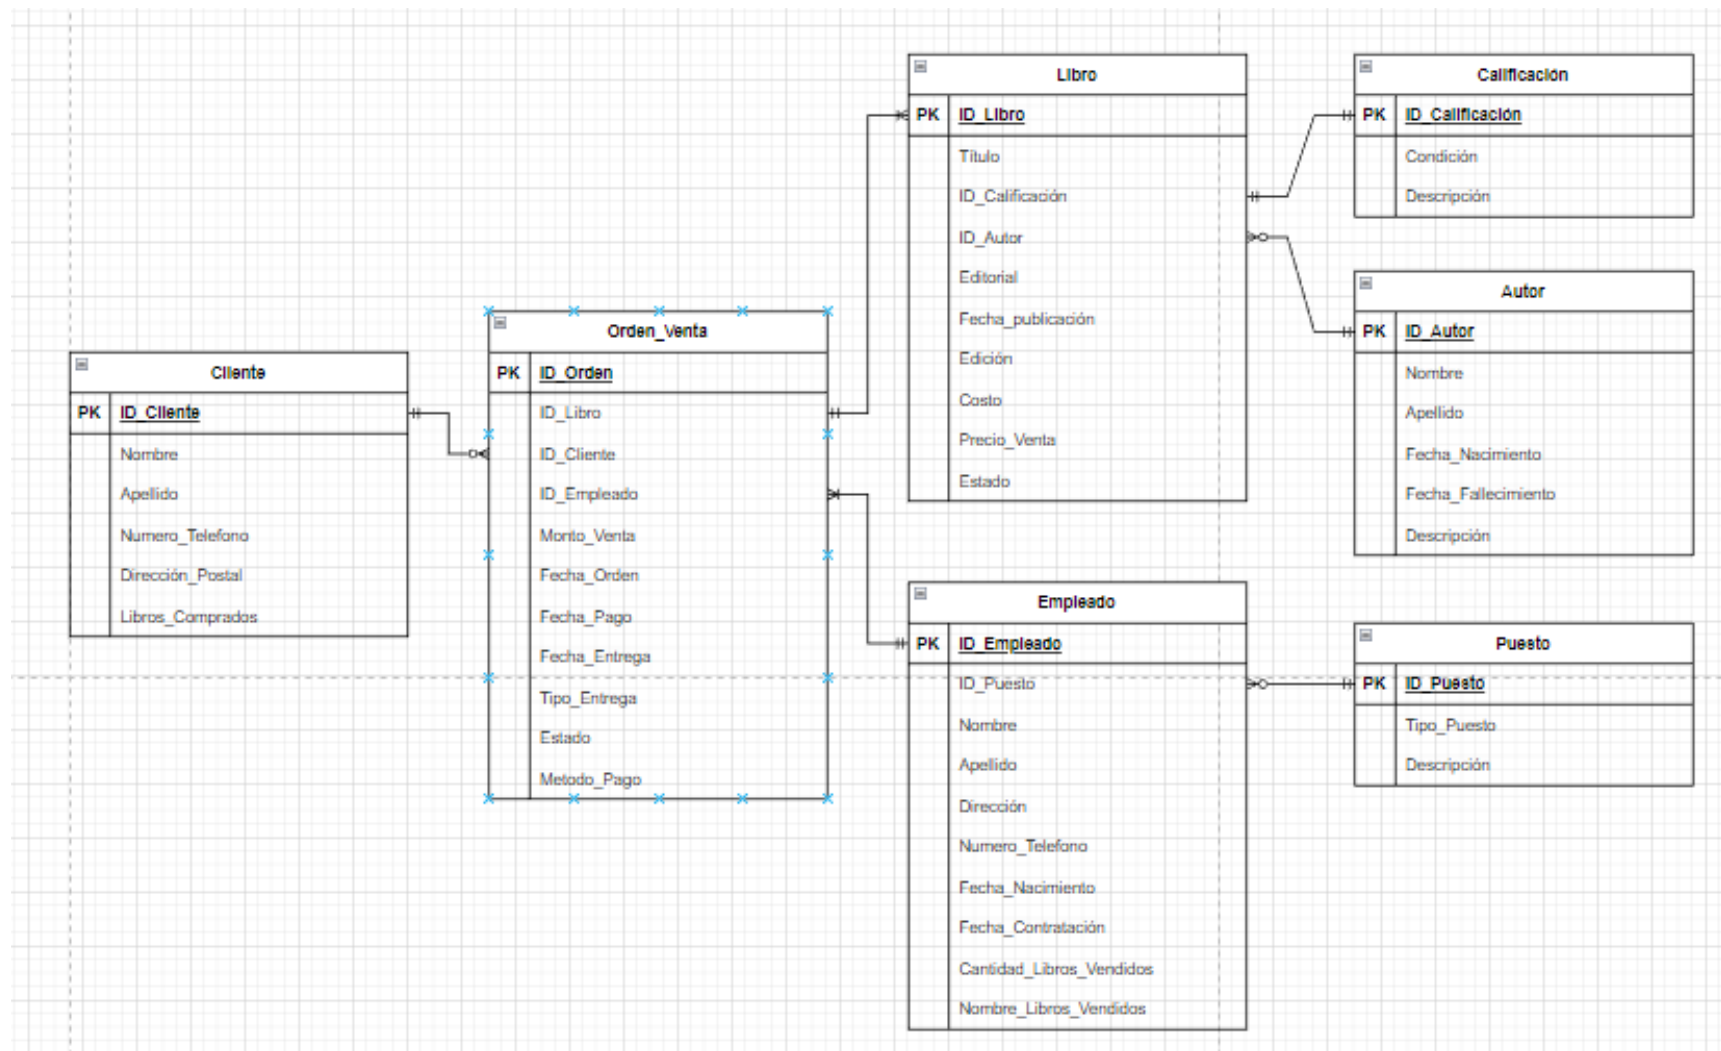 Cliente
PK ID_Cliente
Nombre
Apellido
Numero_Telefono
Dirección_Postal
Libros_Comprados
Orden_Venta
PK ID_Orden
ID_Libro
ID_Cliente
ID_Empleado
Monto_Venta
Fecha_Orden
Fecha_Pago
Fecha_Entrega
Tipo_Entrega
Estado
Metodo_Pago
Libro
PK ID_Libro
Título
ID_Calificación
ID_Autor
Editorial
Fecha_publicación
Edición
Costo
Precio_Venta
Estado
Empleado
PK ID_Empleado
ID_Puesto
Nombre
Apellido
Dirección
Numero_Telefono
Fecha_Nacimiento
Fecha_Contratación
Cantidad_Libros_Vendidos
Nombre_Libros_Vendidos
Calificación
PK ID_Calificación
Condición
Descripción
Autor
PK ID_Autor
Nombre
Apellido
Fecha_Nacimiento
Fecha_Fallecimiento
Descripción
Puesto
PK ID_Puesto
Tipo_Puesto
Descripción